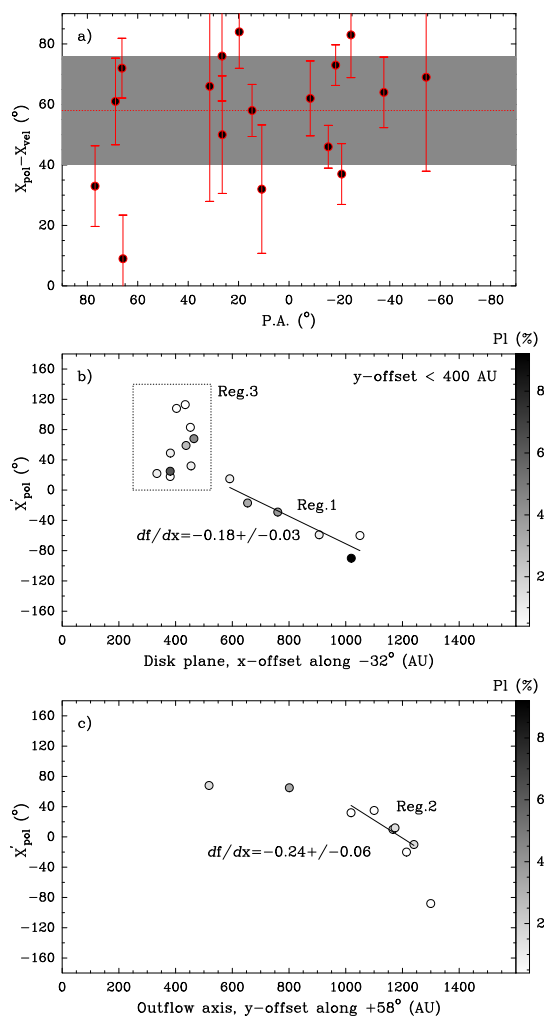 a)
80
60
40
20
0
X_pol−X_vel (°)
80 60 40 20 0 −20 −40 −60 −80
P.A. (°)
Pl (%)
b)
y-offset < 400 AU
Reg.3
Reg.1
df/dx=−0.18+/−0.03
160
120
80
40
0
−40
−80
−120
−160
X'_pol (°)
8
6
4
2
0 200 400 600 800 1000 1200 1400
Disk plane, x-offset along −32° (AU)
Pl (%)
c)
Reg.2
df/dx=−0.24+/−0.06
160
120
80
40
0
−40
−80
−120
−160
X'_pol (°)
8
6
4
2
0 200 400 600 800 1000 1200 1400
Outflow axis, y-offset along +58° (AU)